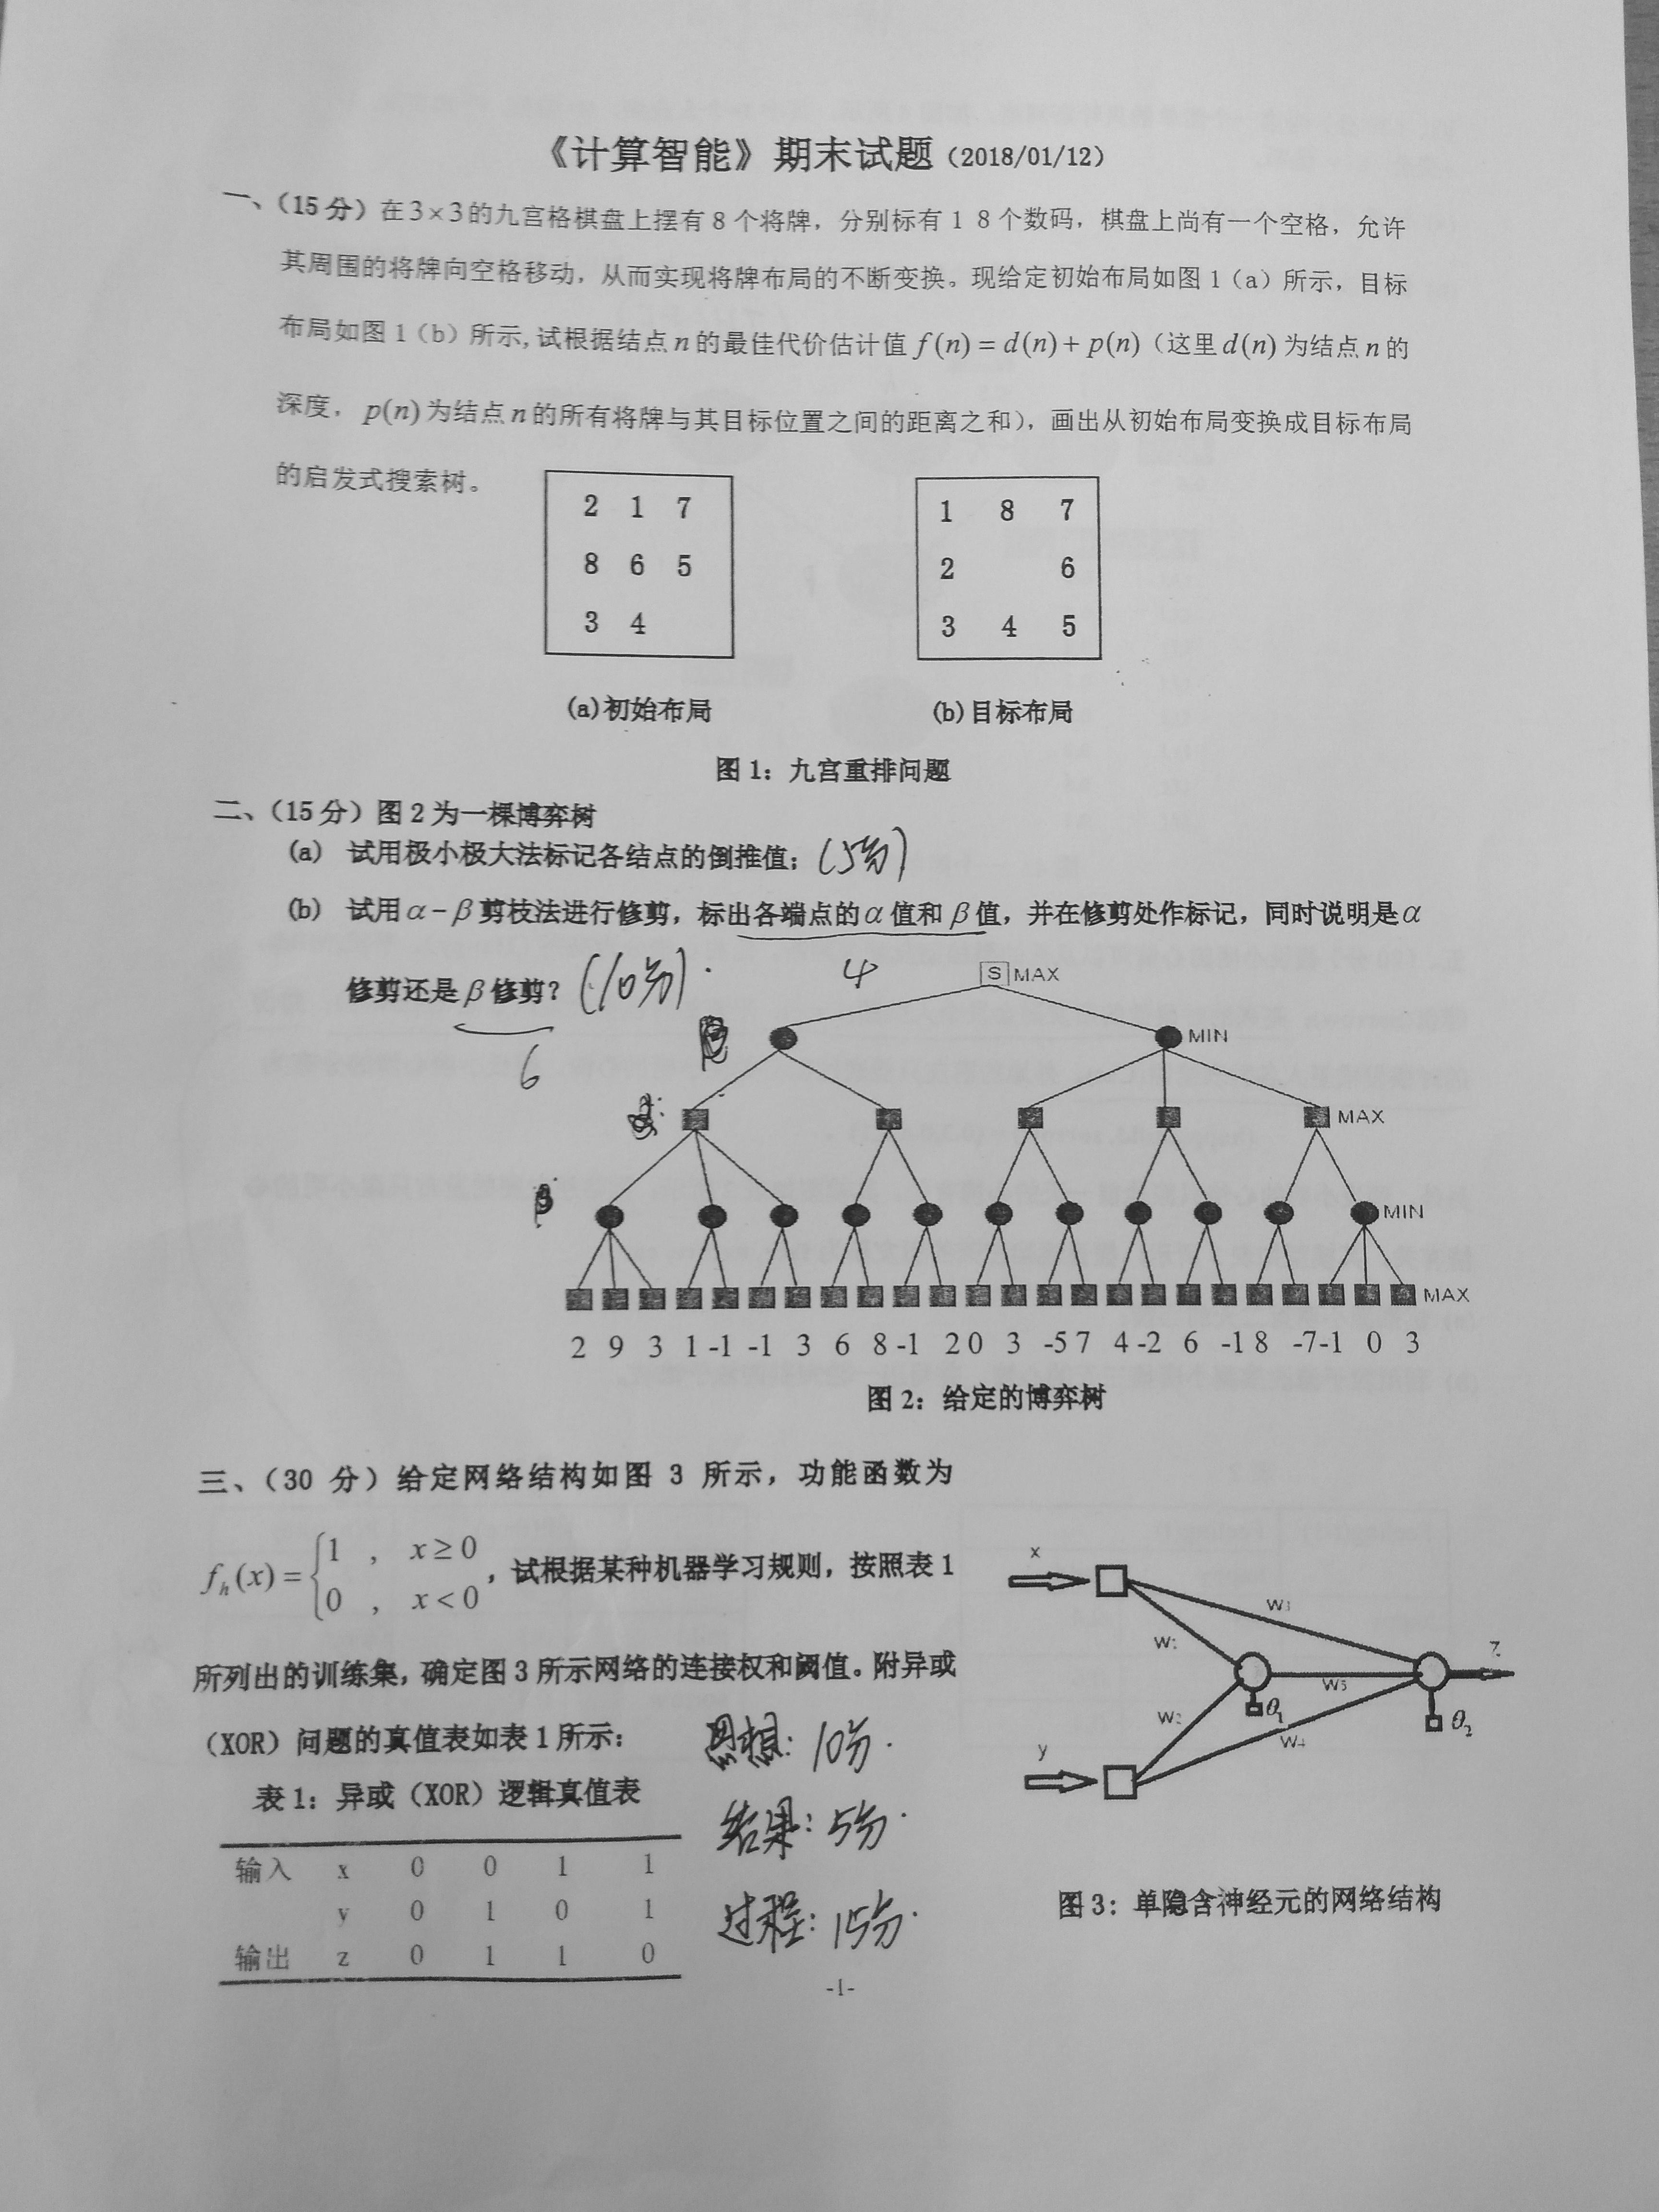 《计算智能》期末试题（2018/01/12）
一、（15分）在3×3的九宫格棋盘上摆有8个将牌，分别标有1 8个数码，棋盘上尚有一个空格，允许
其周围的将牌向空格移动，从而实现将牌布局的不断变换。现给定初始布局如图1（a）所示，目标
布局如图1（b）所示,试根据结点n的最佳代价估计值f(n)=d(n)+p(n)（这里d(n)为结点n的
深度，p(n)为结点n的所有将牌与其目标位置之间的距离之和），画出从初始布局变换成目标布局
的启发式搜索树。
2 1 7
8 6 5
3 4
(a)初始布局
1 8 7
2 6
3 4 5
(b)目标布局
图1：九宫重排问题
二、（15分）图2为一棵博弈树
(a) 试用极小极大法标记各结点的倒推值；(5分)
(b) 试用α-β剪枝法进行修剪，标出各端点的α值和β值，并在修剪处作标记，同时说明是α
修剪还是β修剪？(10分)
4
6
S MAX
MIN
MAX
MIN
MAX
2 9 3 1 -1 -1 3 6 8 -1 2 0 3 -5 7 4 -2 6 -1 8 -7 -1 0 3
图2：给定的博弈树
三、（30 分）给定网络结构如图 3 所示，功能函数为
f_h(x)={1 , x≥0
0 , x<0
，试根据某种机器学习规则，按照表1
所列出的训练集，确定图3所示网络的连接权和阈值。附异或
（XOR）问题的真值表如表1所示：
表1：异或（XOR）逻辑真值表
输入 x 0 0 1 1
y 0 1 0 1
输出 z 0 1 1 0
思想：10分.
结果：5分.
过程：15分.
x
y
W1
W2
W3
W4
W5
θ1
θ2
Z
图3：单隐含神经元的网络结构
-1-